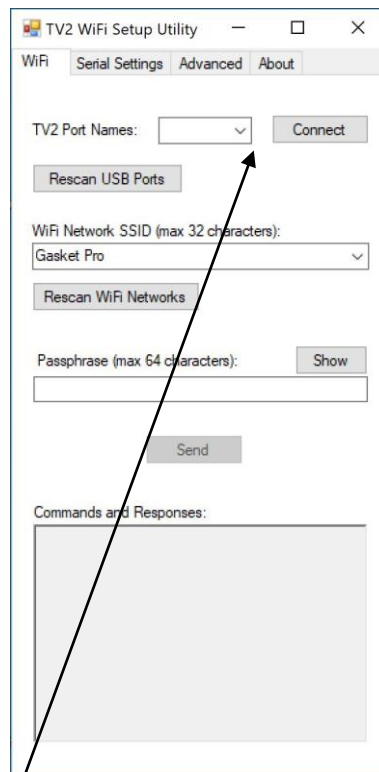 TV2 WiFi Setup Utility
WiFi Serial Settings Advanced About
TV2 Port Names: Connect
Rescan USB Ports
WiFi Network SSID (max 32 characters):
Gasket Pro
Rescan WiFi Networks
Passphrase (max 64 characters): Show
Send
Commands and Responses: